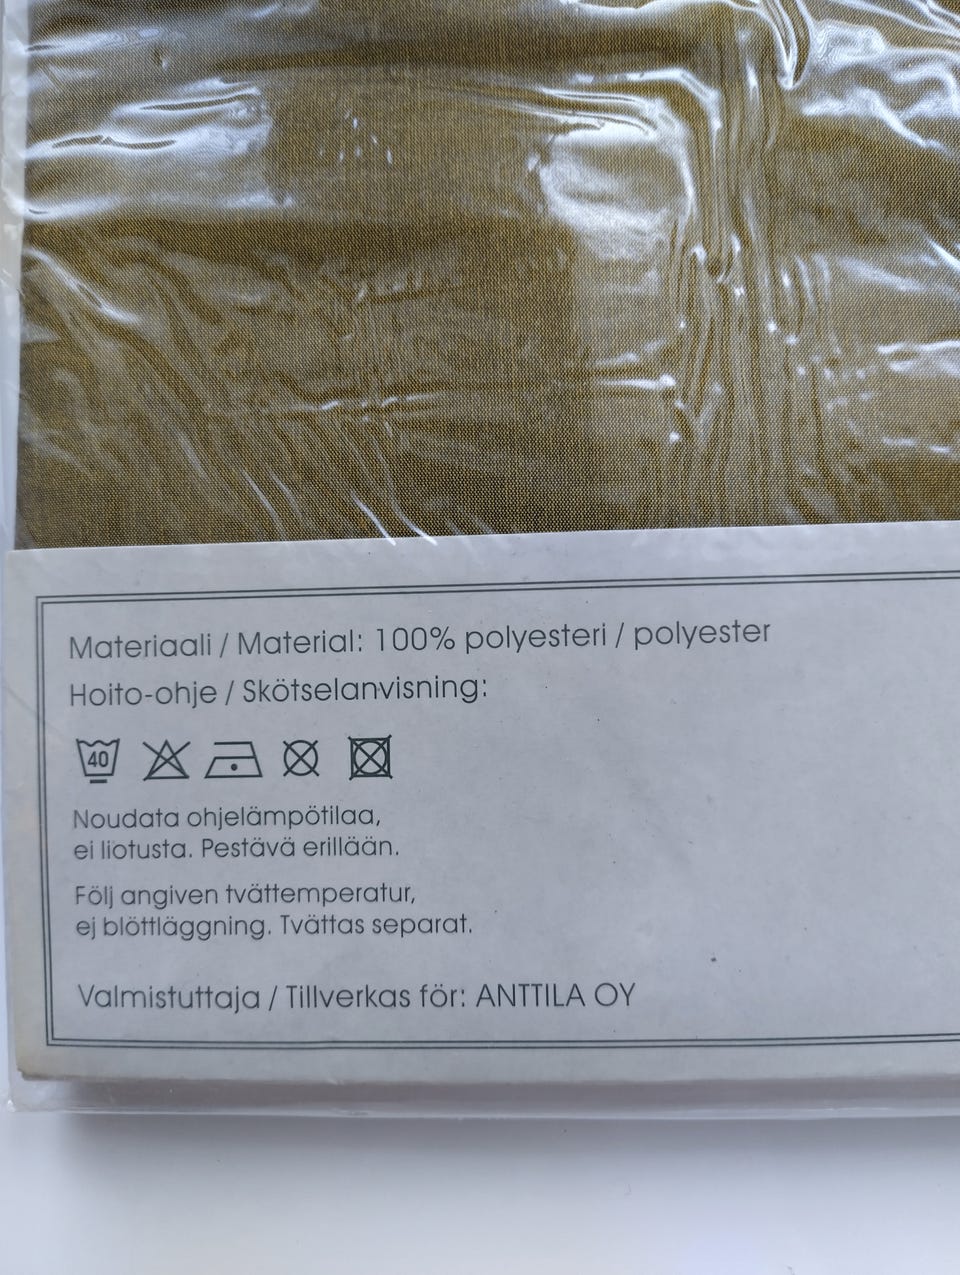 Materiaali / Material: 100% polyesteri / polyester
Hoito-ohje / Skötselanvisning:
40
Noudata ohjelämpötilaa,
ei liotusta. Pestävä erillään.
Följ angiven tvättemperatur,
ej blöttläggning. Tvättas separat.
Valmistuttaja / Tillverkas för: ANTTILA OY